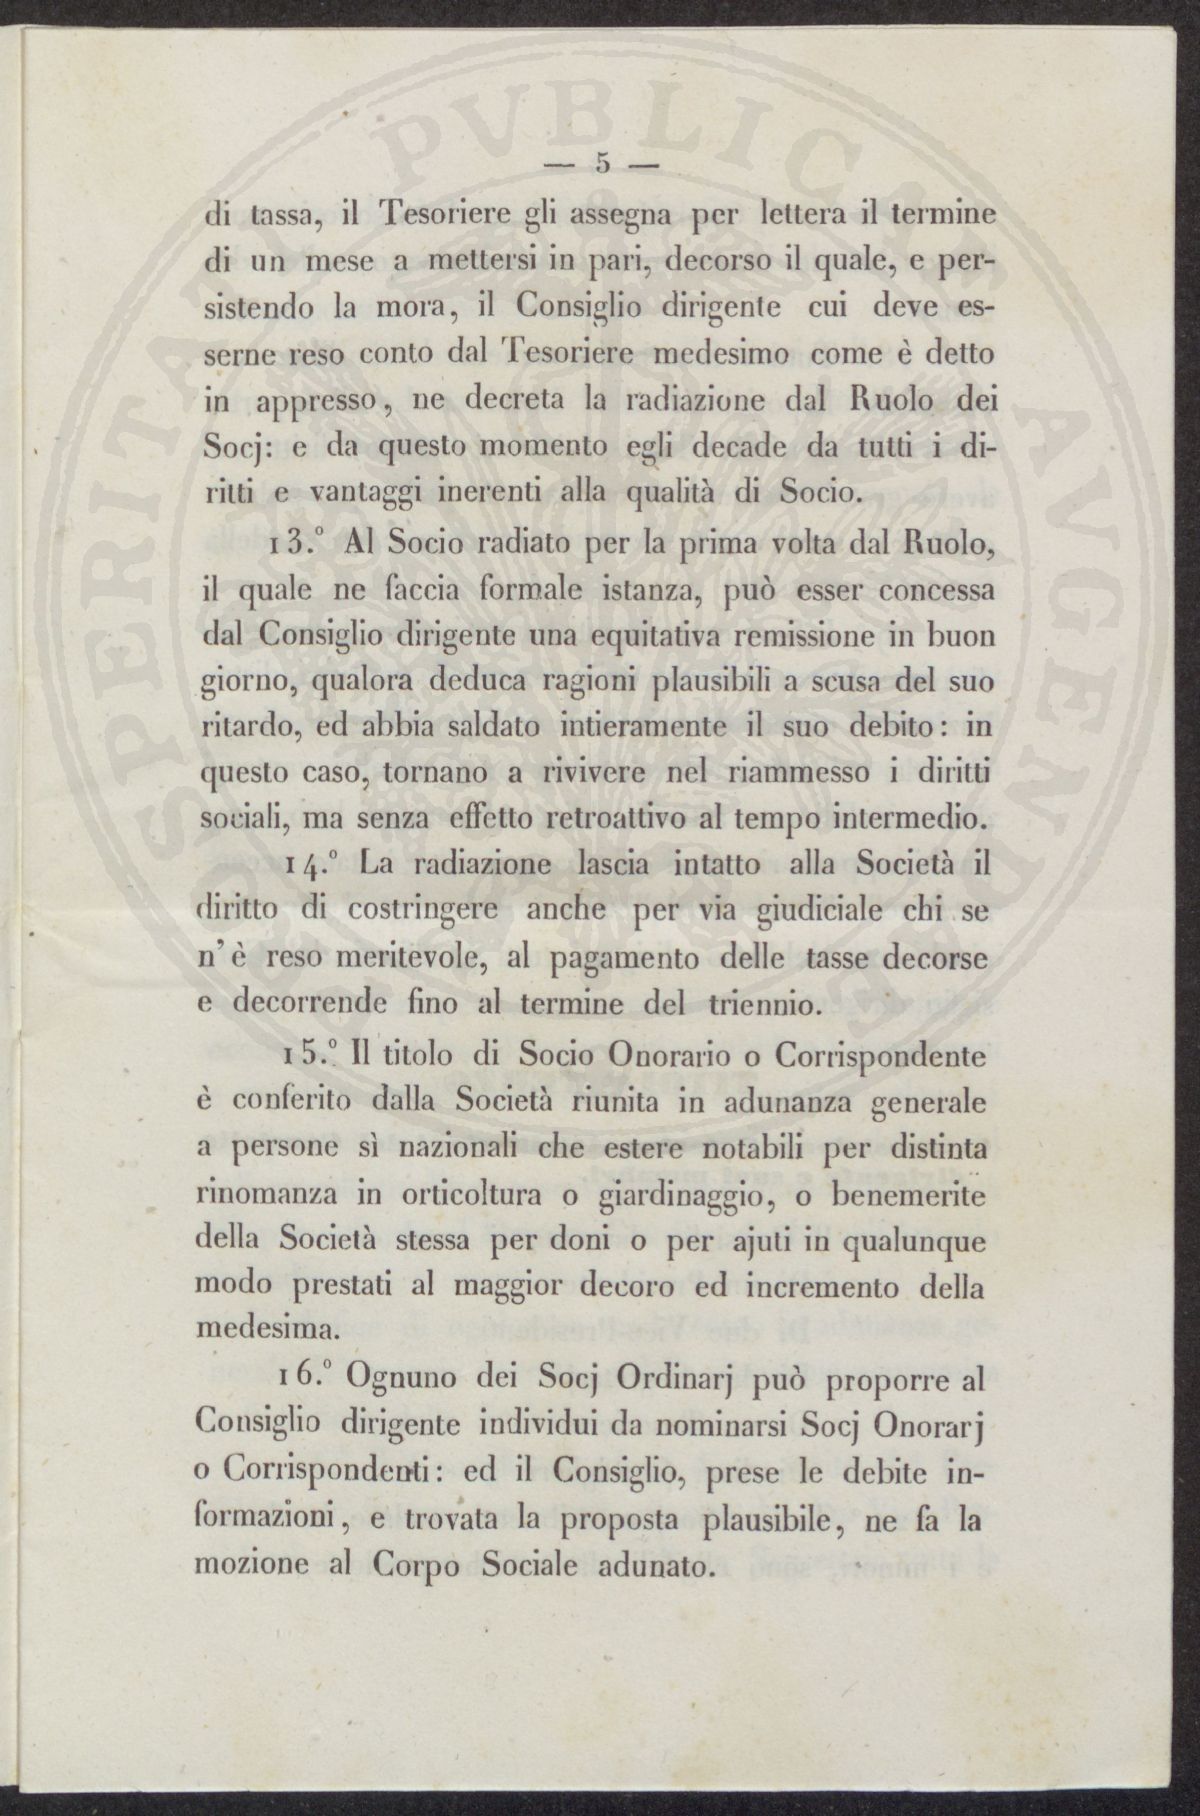 — 5 —
di tassa, il Tesoriere gli assegna per lettera il termine
di un mese a mettersi in pari, decorso il quale, e per-
sistendo la mora, il Consiglio dirigente cui deve es-
serne reso conto dal Tesoriere medesimo come è detto
in appresso, ne decreta la radiazione dal Ruolo dei
Socj: e da questo momento egli decade da tutti i di-
ritti e vantaggi inerenti alla qualità di Socio.
13.° Al Socio radiato per la prima volta dal Ruolo,
il quale ne faccia formale istanza, può esser concessa
dal Consiglio dirigente una equitativa remissione in buon
giorno, qualora deduca ragioni plausibili a scusa del suo
ritardo, ed abbia saldato intieramente il suo debito: in
questo caso, tornano a rivivere nel riammesso i diritti
sociali, ma senza effetto retroattivo al tempo intermedio.
14.° La radiazione lascia intatto alla Società il
diritto di costringere anche per via giudiciale chi se
n' è reso meritevole, al pagamento delle tasse decorse
e decorrende fino al termine del triennio.
15.° Il titolo di Socio Onorario o Corrispondente
è conferito dalla Società riunita in adunanza generale
a persone sì nazionali che estere notabili per distinta
rinomanza in orticoltura o giardinaggio, o benemerite
della Società stessa per doni o per ajuti in qualunque
modo prestati al maggior decoro ed incremento della
medesima.
16.° Ognuno dei Socj Ordinarj può proporre al
Consiglio dirigente individui da nominarsi Socj Onorarj
o Corrispondenti: ed il Consiglio, prese le debite in-
formazioni, e trovata la proposta plausibile, ne fa la
mozione al Corpo Sociale adunato.
PROSPERITATI PVBLICAE AVGENDAE